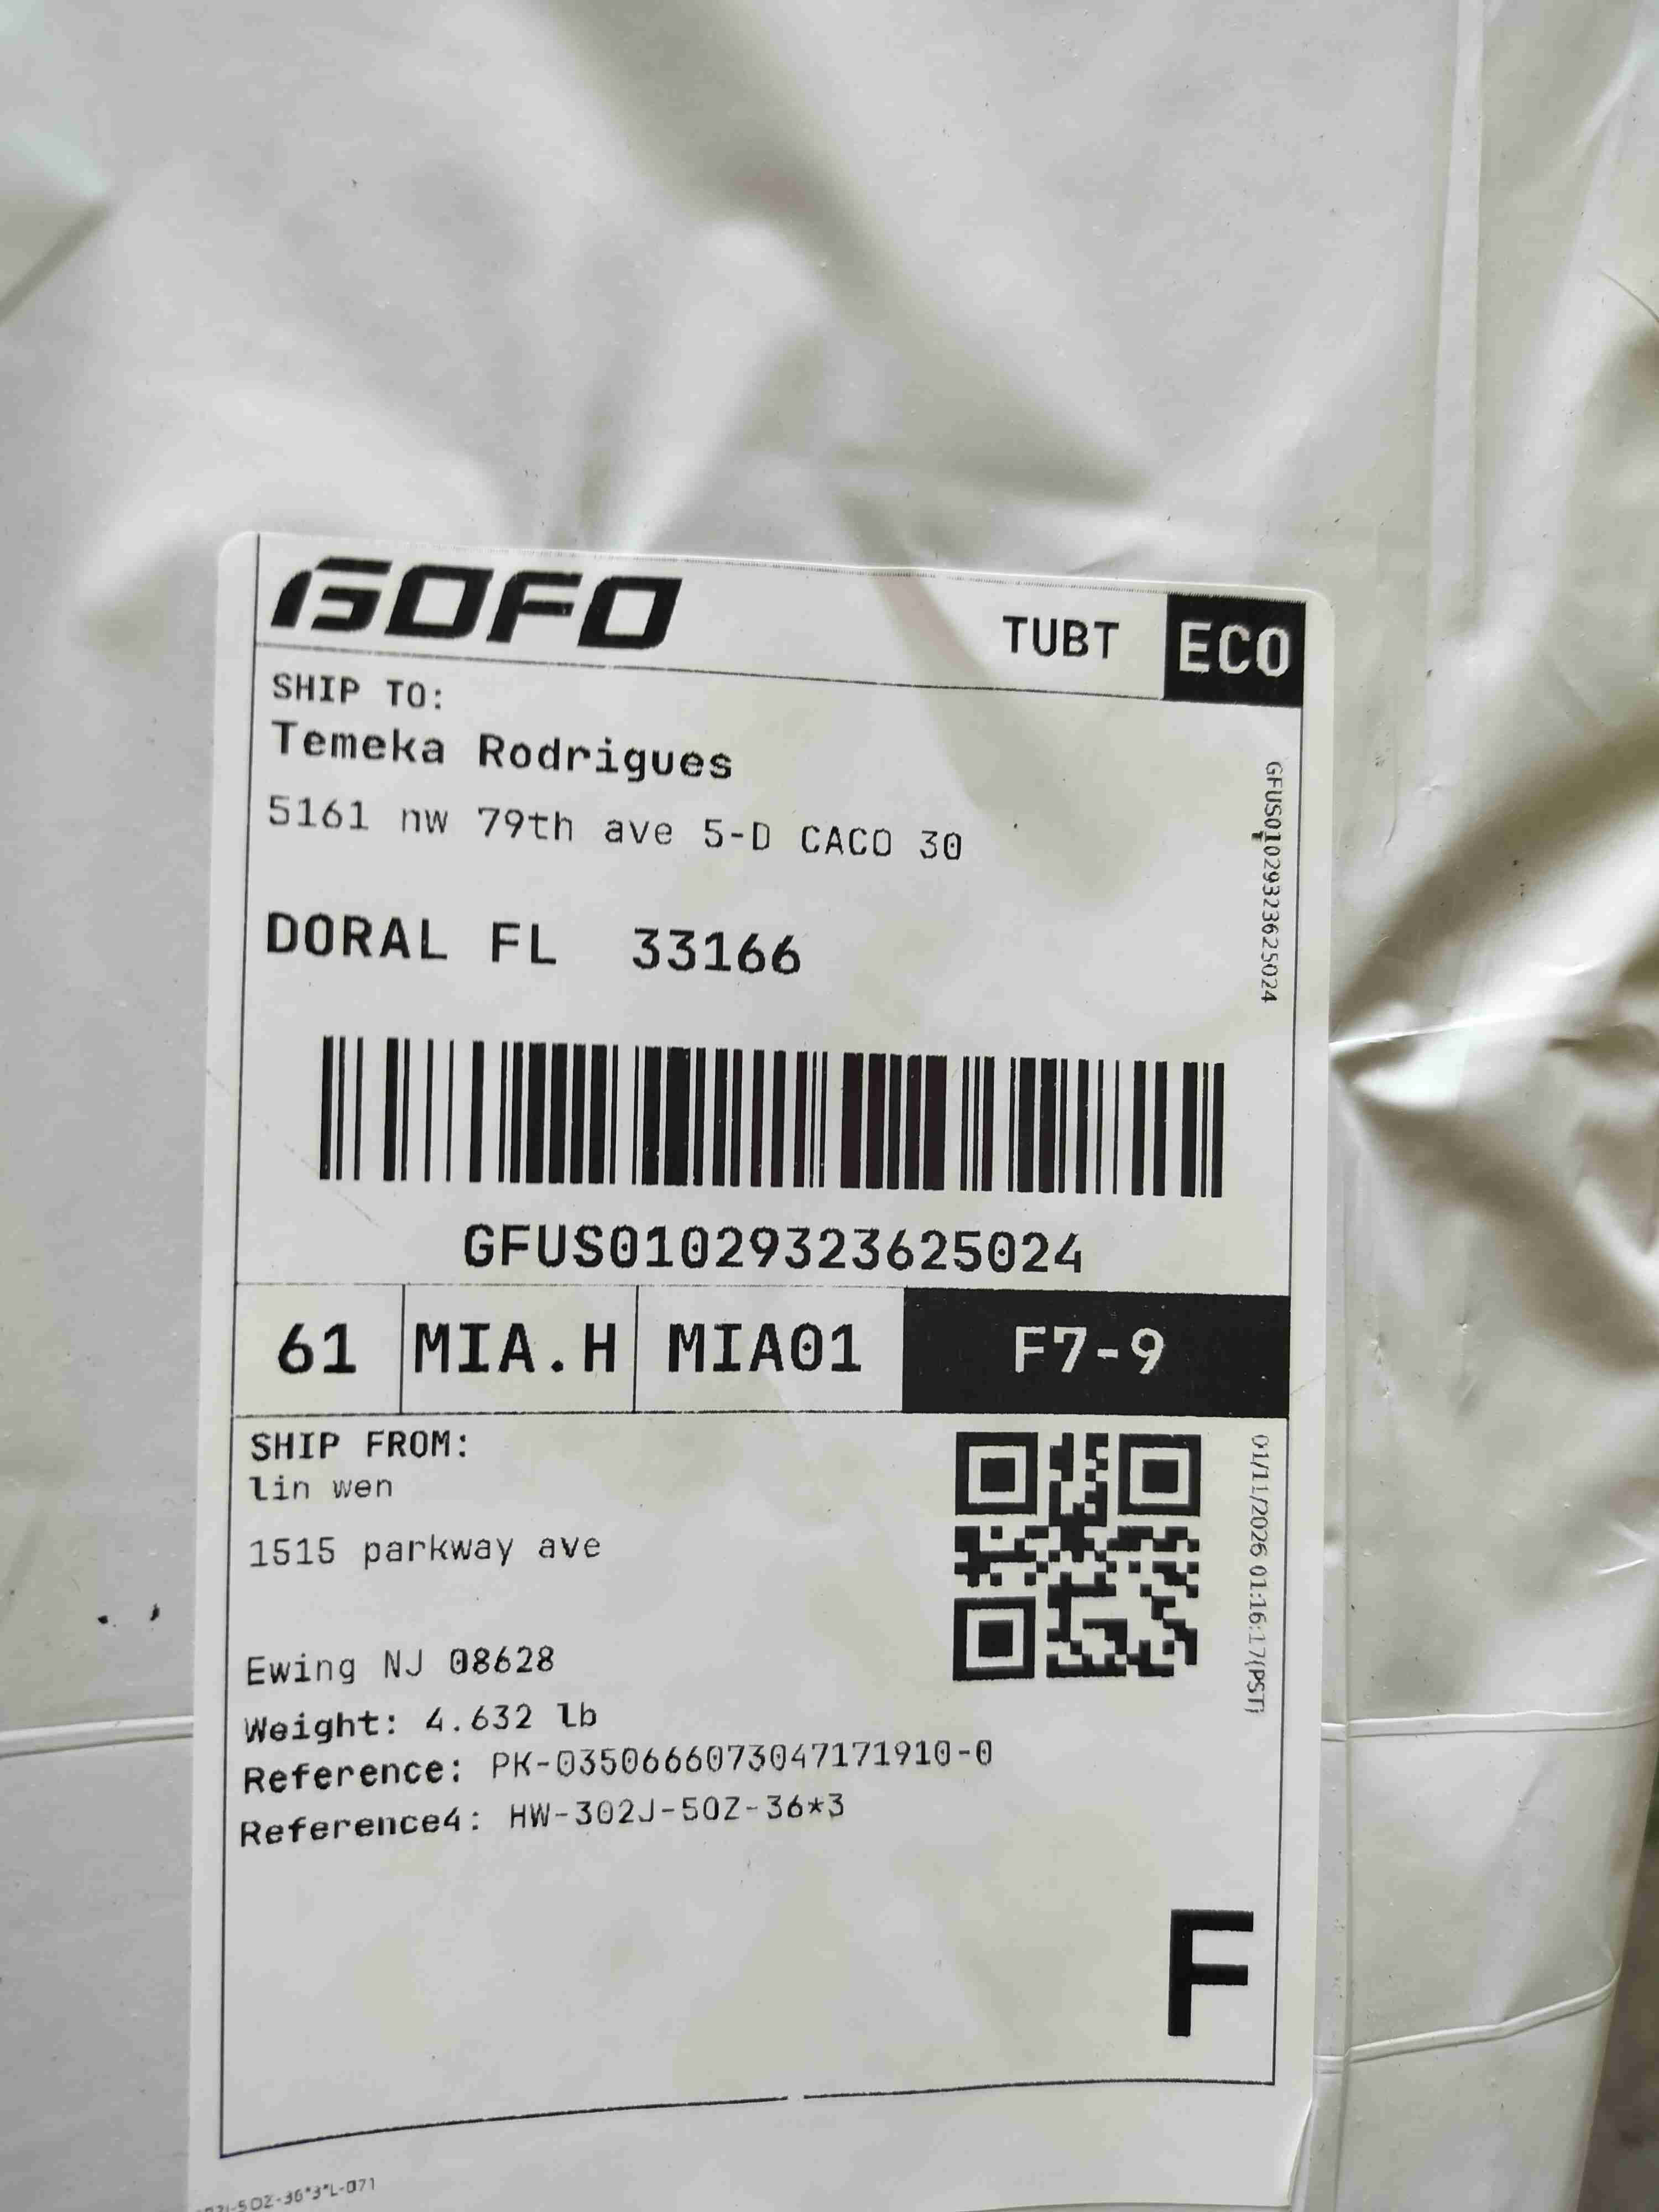 GOFO
TUBT
ECO
SHIP TO:
Temeka Rodrigues
5161 nw 79th ave 5-D CACO 30
DORAL FL 33166
GFUS01029323625024
GFUS01029323625024
61
MIA.H
MIA01
F7-9
SHIP FROM:
lin wen
1515 parkway ave
Ewing NJ 08628
01/11/2026 01:16:17(PST)
Weight: 4.632 lb
Reference: PK-0350666073047171910-0
Reference4: HW-302J-50Z-36*3
F